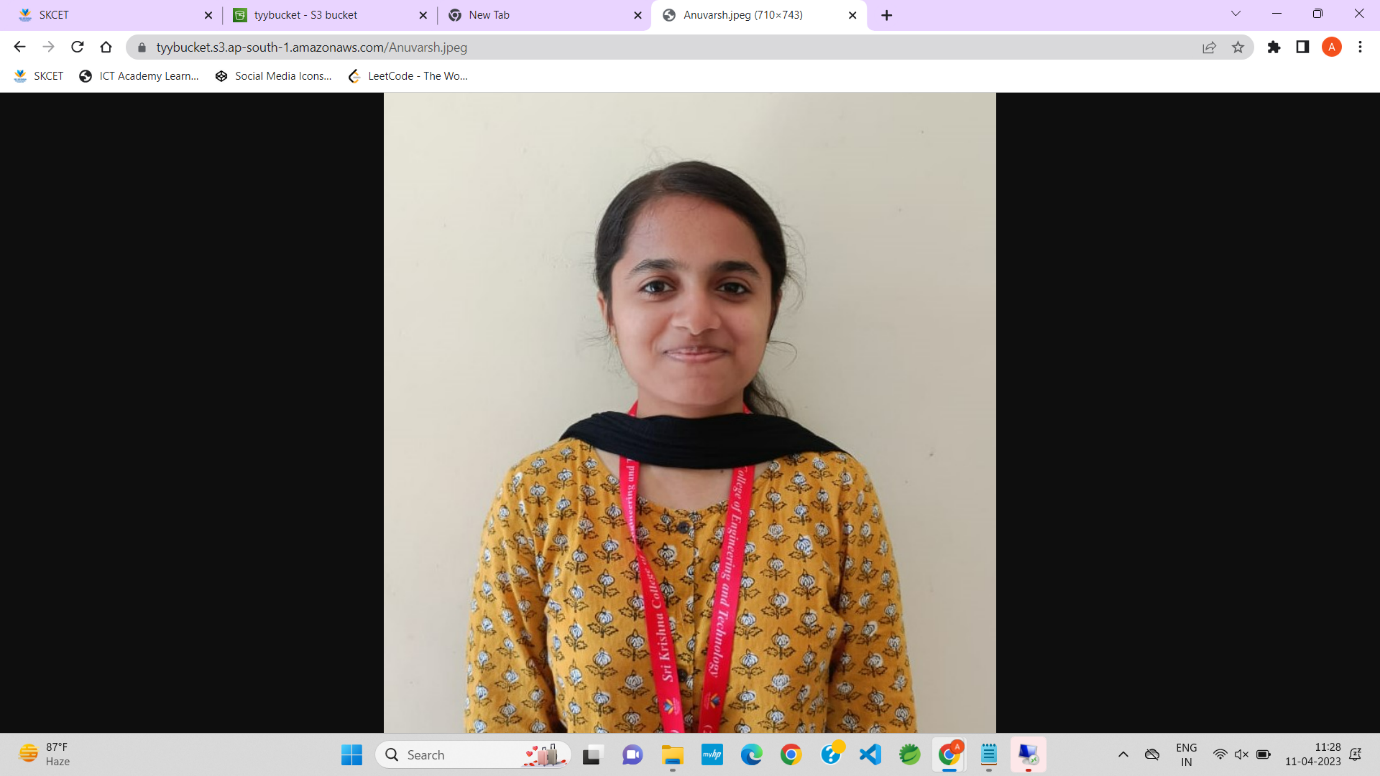 SKCET
tyybucket - S3 bucket
New Tab
Anuvarsh.jpeg (710×743)
tyybucket.s3.ap-south-1.amazonaws.com/Anuvarsh.jpeg
A
SKCET
ICT Academy Learn...
Social Media Icons...
LeetCode - The Wo...
Sri Krishna College
College of Engineering and Technology
87°F
Haze
Search
myhp
A
ENG
IN
11:28
11-04-2023